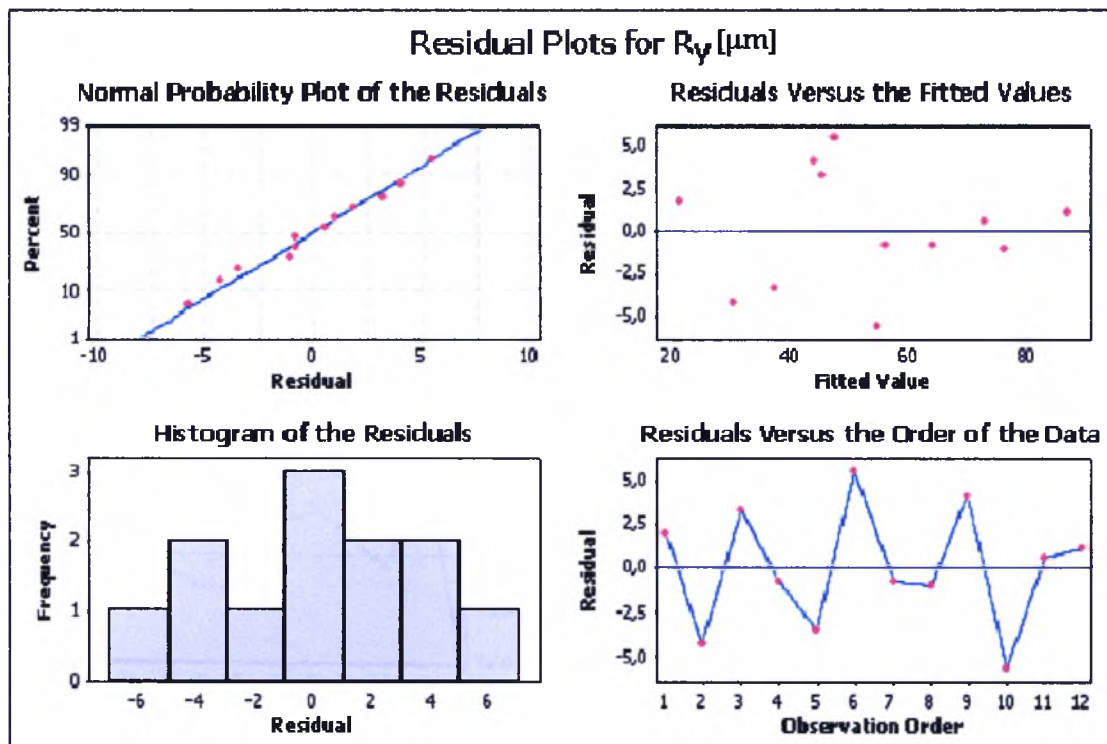 Residual Plots for Ry [μm]
Normal Probability Plot of the Residuals
99
90
50
10
1
Percent
-10 -5 0 5 10
Residual
Residuals Versus the Fitted Values
5,0
2,5
0,0
-2,5
-5,0
Residual
20 40 60 80
Fitted Value
Histogram of the Residuals
3
2
1
0
Frequency
-6 -4 -2 0 2 4 6
Residual
Residuals Versus the Order of the Data
5,0
2,5
0,0
-2,5
-5,0
Residual
1 2 3 4 5 6 7 8 9 10 11 12
Observation Order